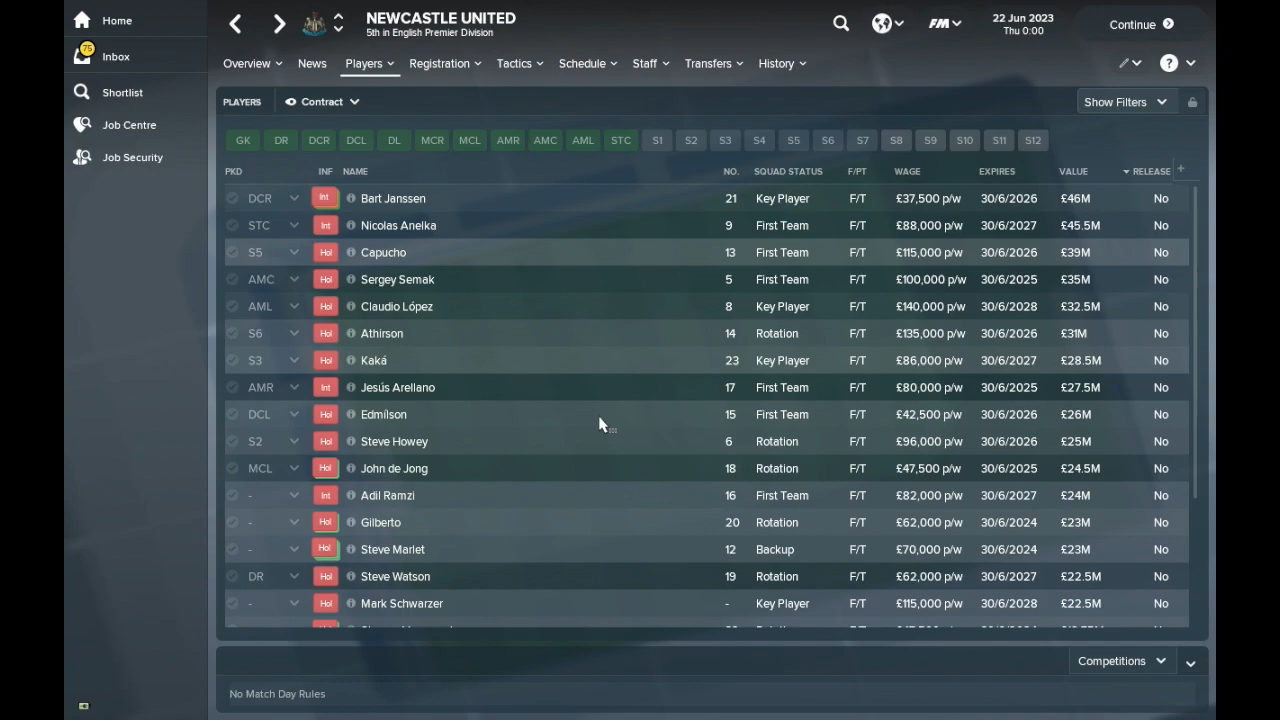 Home
NEWCASTLE UNITED
5th in English Premier Division
FM
22 Jun 2023
Thu 0:00
Continue
75
Inbox
Overview News Players Registration Tactics Schedule Staff Transfers History ?
Shortlist
Job Centre
Job Security
PLAYERS Contract Show Filters
GK DR DCR DCL DL MCR MCL AMR AMC AML STC S1 S2 S3 S4 S5 S6 S7 S8 S9 S10 S11 S12
PKD INF NAME NO. SQUAD STATUS F/PT WAGE EXPIRES VALUE RELEASE +
DCR Int Bart Janssen 21 Key Player F/T £37,500 p/w 30/6/2026 £46M No
STC Int Nicolas Anelka 9 First Team F/T £88,000 p/w 30/6/2027 £45.5M No
S5 Hol Capucho 13 First Team F/T £115,000 p/w 30/6/2026 £39M No
AMC Hol Sergey Semak 5 First Team F/T £100,000 p/w 30/6/2026 £35M No
AML Hol Claudio López 8 Key Player F/T £140,000 p/w 30/6/2028 £32.5M No
S6 Hol Athirson 14 Rotation F/T £135,000 p/w 30/6/2026 £31M No
S3 Hol Kaká 23 Key Player F/T £86,000 p/w 30/6/2027 £28.5M No
AMR Int Jesús Arellano 17 First Team F/T £80,000 p/w 30/6/2025 £27.5M No
DCL Hol Edmílson 15 First Team F/T £42,500 p/w 30/6/2026 £26M No
S2 Hol Steve Howey 6 Rotation F/T £96,000 p/w 30/6/2026 £25M No
MCL Hol John de Jong 18 Rotation F/T £47,500 p/w 30/6/2025 £24.5M No
- Int Adil Ramzi 16 First Team F/T £82,000 p/w 30/6/2027 £24M No
- Hol Gilberto 20 Rotation F/T £62,000 p/w 30/6/2024 £23M No
- Hol Steve Marlet 12 Backup F/T £70,000 p/w 30/6/2024 £23M No
DR Hol Steve Watson 19 Rotation F/T £62,000 p/w 30/6/2027 £22.5M No
- Hol Mark Schwarzer - Key Player F/T £115,000 p/w 30/6/2028 £22.5M No
Competitions
No Match Day Rules